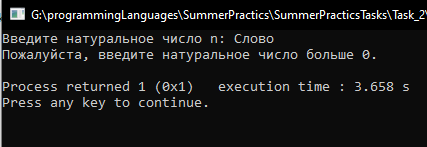 G:\programmingLanguages\SummerPractics\SummerPracticsTasks\Task_2\
Введите натуральное число n: Слово
Пожалуйста, введите натуральное число больше 0.
Process returned 1 (0x1)   execution time : 3.658 s
Press any key to continue.